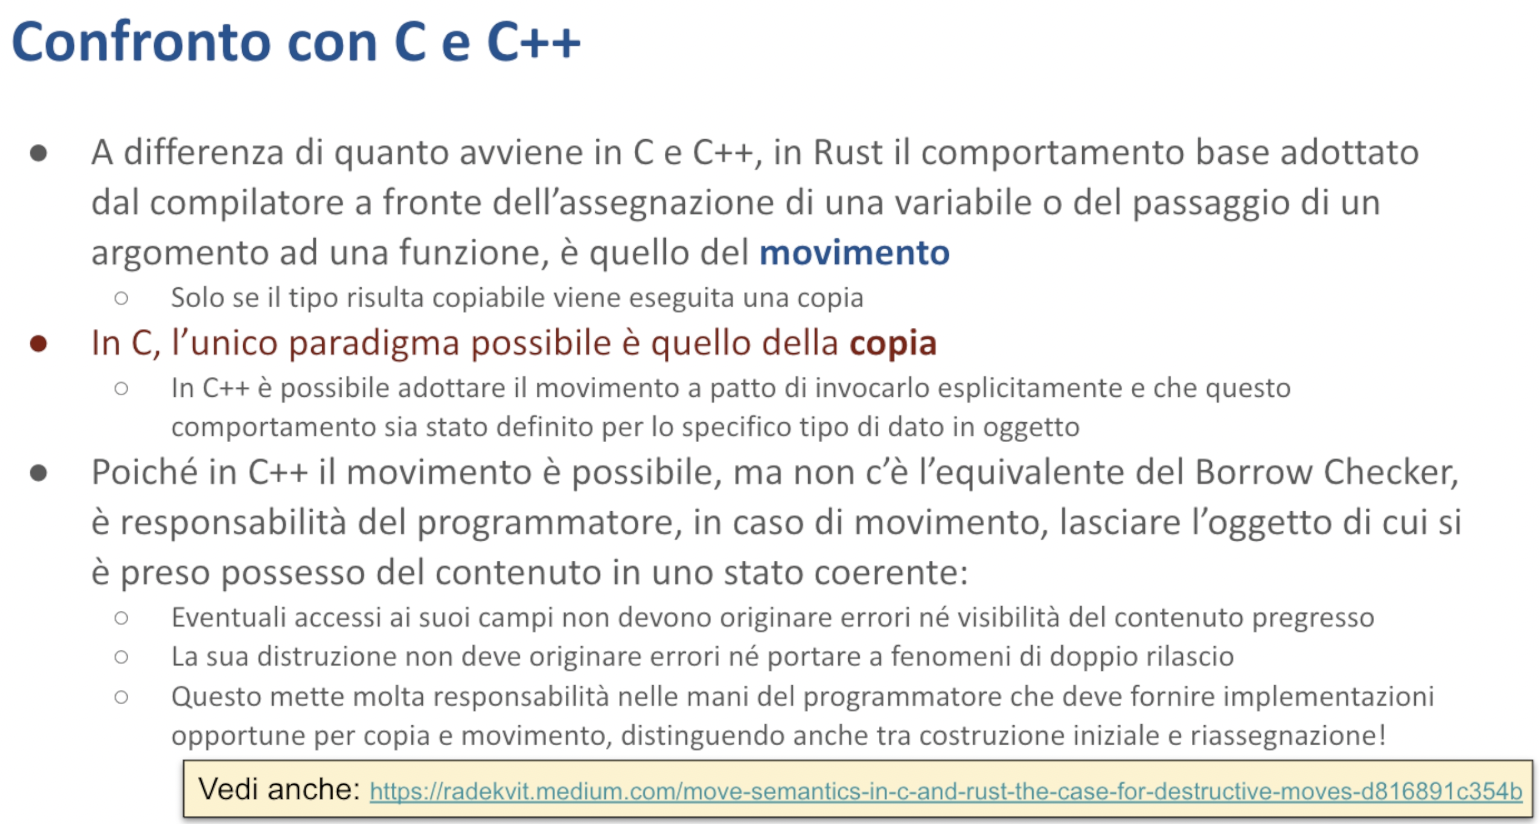 Confronto con C e C++
● A differenza di quanto avviene in C e C++, in Rust il comportamento base adottato
dal compilatore a fronte dell’assegnazione di una variabile o del passaggio di un
argomento ad una funzione, è quello del movimento
○ Solo se il tipo risulta copiabile viene eseguita una copia
● In C, l’unico paradigma possibile è quello della copia
○ In C++ è possibile adottare il movimento a patto di invocarlo esplicitamente e che questo
comportamento sia stato definito per lo specifico tipo di dato in oggetto
● Poiché in C++ il movimento è possibile, ma non c’è l’equivalente del Borrow Checker,
è responsabilità del programmatore, in caso di movimento, lasciare l’oggetto di cui si
è preso possesso del contenuto in uno stato coerente:
○ Eventuali accessi ai suoi campi non devono originare errori né visibilità del contenuto pregresso
○ La sua distruzione non deve originare errori né portare a fenomeni di doppio rilascio
○ Questo mette molta responsabilità nelle mani del programmatore che deve fornire implementazioni
opportune per copia e movimento, distinguendo anche tra costruzione iniziale e riassegnazione!
Vedi anche: https://radekvit.medium.com/move-semantics-in-c-and-rust-the-case-for-destructive-moves-d816891c354b